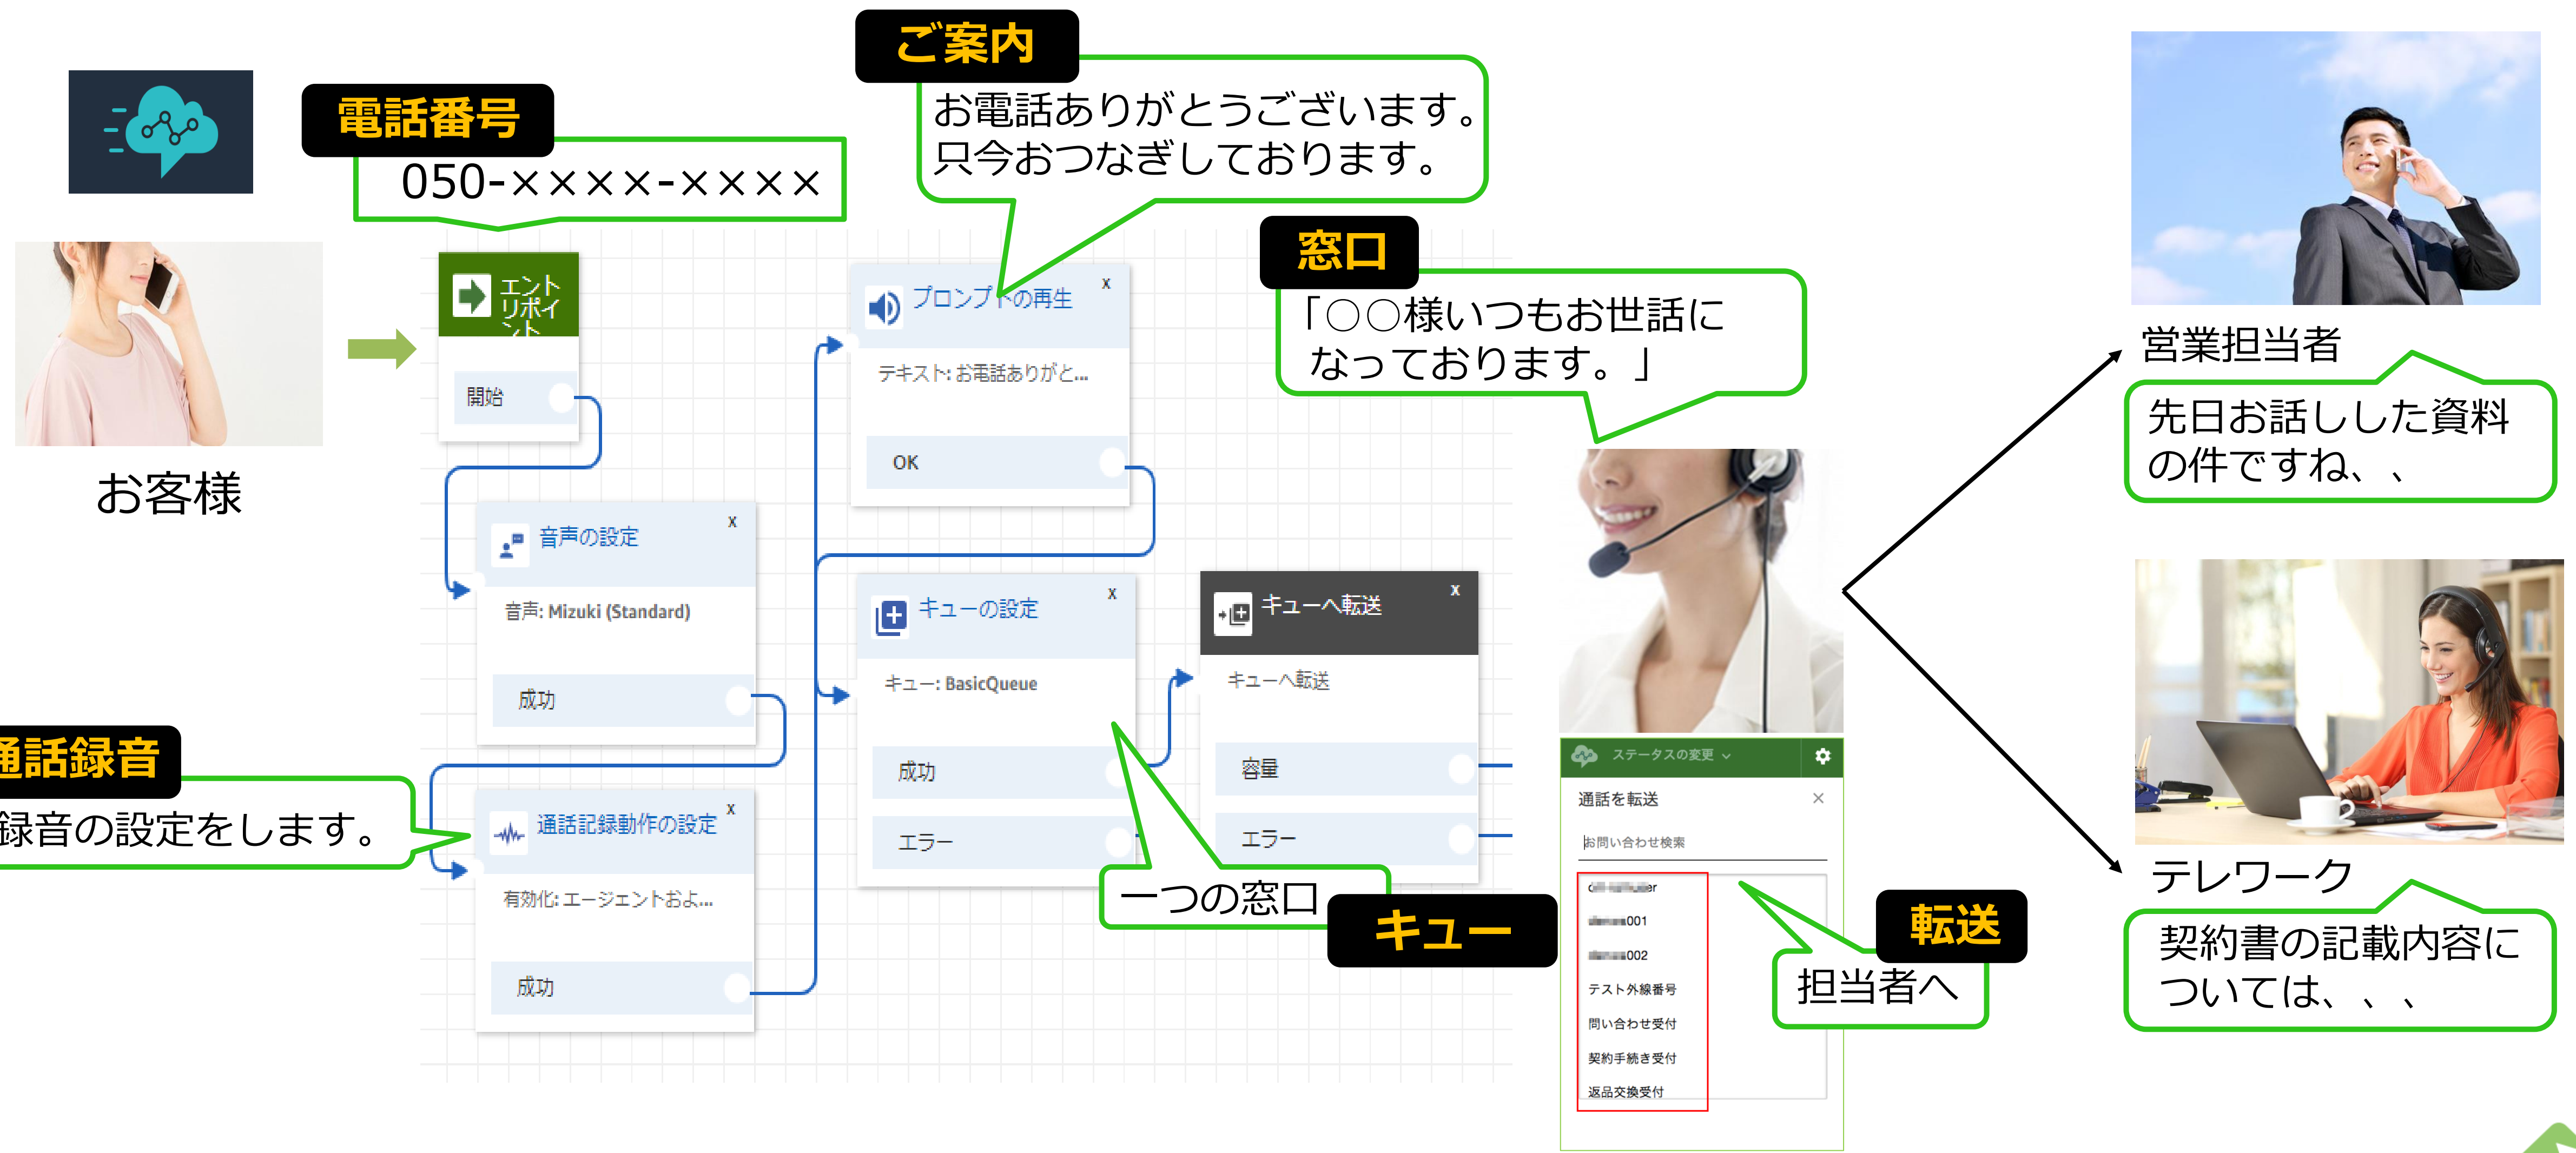 ご案内
お電話ありがとうございます。
只今おつなぎしております。
電話番号
050-××××-××××
窓口
「○○様いつもお世話に
なっております。」
お客様
エント
リポイ
ント
開始
音声の設定
x
音声: Mizuki (Standard)
成功
通話録音
録音の設定をします。
通話記録動作の設定
x
有効化: エージェントおよ...
成功
プロンプトの再生
x
テキスト: お電話ありがと...
OK
キューの設定
x
キュー: BasicQueue
成功
エラー
一つの窓口
キュー
キューへ転送
x
キューへ転送
容量
エラー
ステータスの変更
通話を転送
×
お問い合わせ検索
001
002
テスト外線番号
問い合わせ受付
契約手続き受付
返品交換受付
転送
担当者へ
営業担当者
先日お話しした資料
の件ですね、、
テレワーク
契約書の記載内容に
ついては、、、